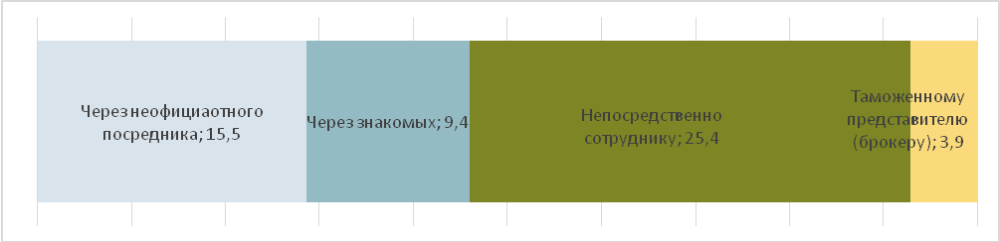 Через неофициаотного
посредника; 15,5
Через знакомых; 9,4
Непосредственно
сотруднику; 25,4
Таможенному
представителю
(брокеру); 3,9